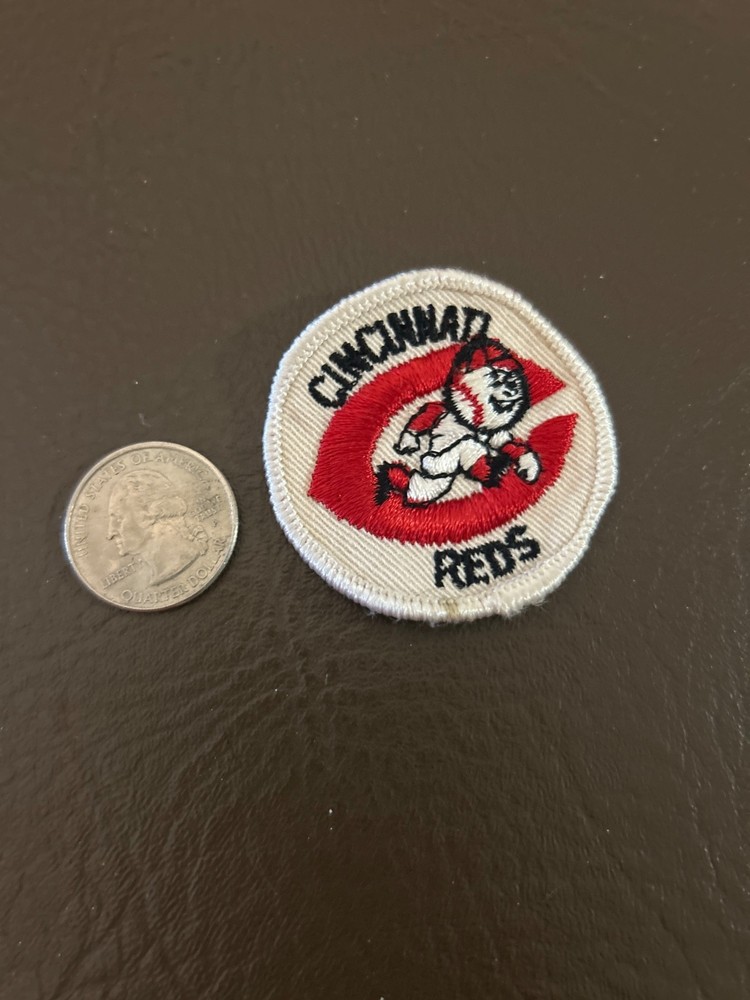 CINCINNATI
REDS
UNITED STATES OF AMERICA
LIBERTY
QUARTER DOLLAR